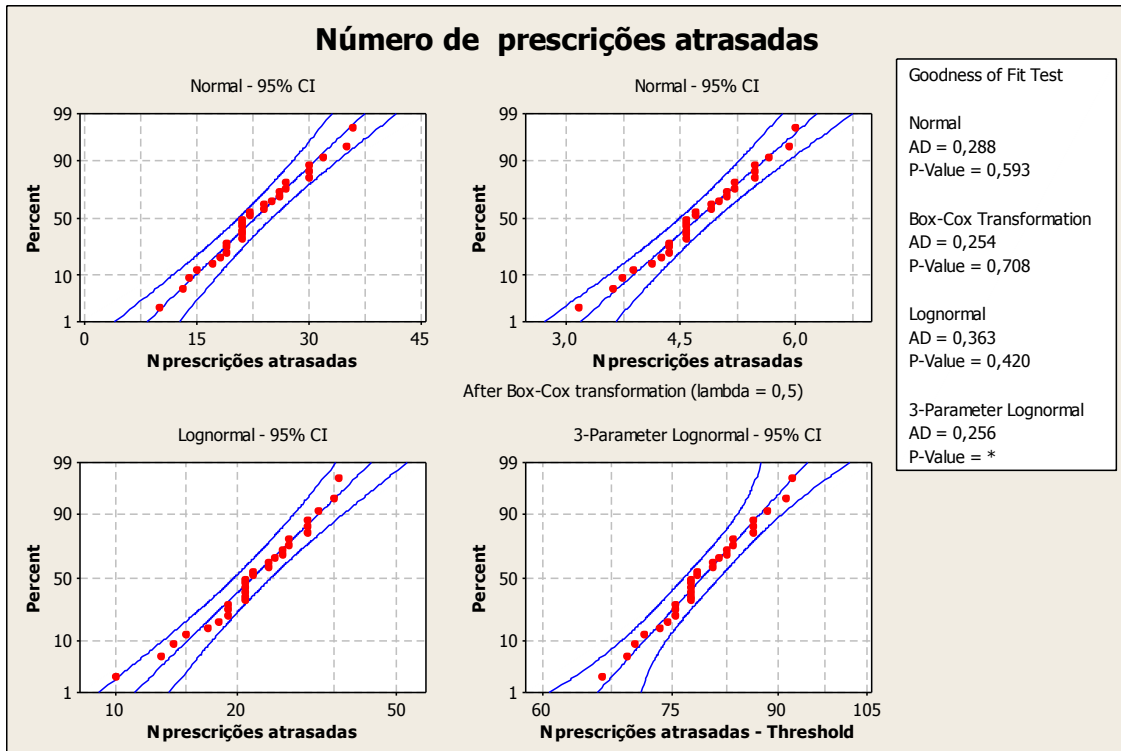 Número de prescrições atrasadas
Normal - 95% CI
Percent
99
90
50
10
1
0
15
30
45
N prescrições atrasadas
Normal - 95% CI
Percent
99
90
50
10
1
3,0
4,5
6,0
N prescrições atrasadas
After Box-Cox transformation (lambda = 0,5)
Lognormal - 95% CI
Percent
99
90
50
10
1
10
20
50
N prescrições atrasadas
3-Parameter Lognormal - 95% CI
Percent
99
90
50
10
1
60
75
90
105
N prescrições atrasadas - Threshold
Goodness of Fit Test
Normal
AD = 0,288
P-Value = 0,593
Box-Cox Transformation
AD = 0,254
P-Value = 0,708
Lognormal
AD = 0,363
P-Value = 0,420
3-Parameter Lognormal
AD = 0,256
P-Value = *